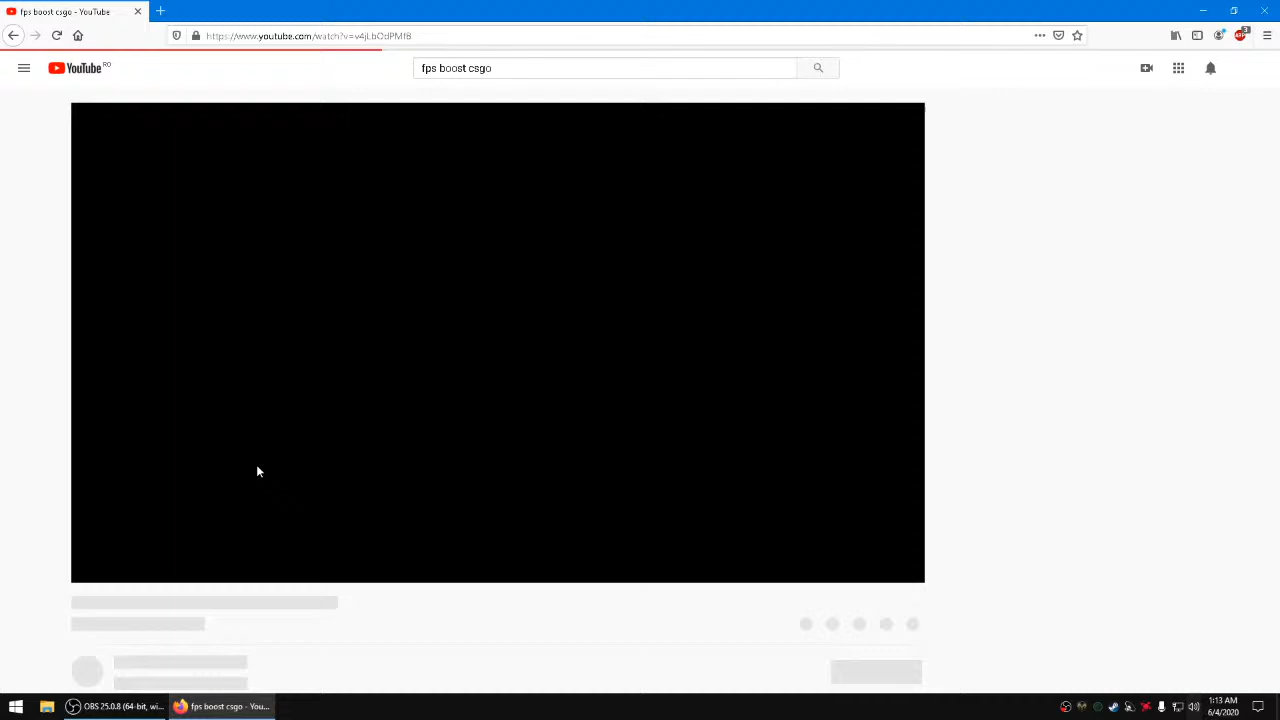 fps boost csgo - YouTube
https://www.youtube.com/watch?v=v4jLbOdPMf8
3
YouTube RO
fps boost csgo
OBS 25.0.8 (64-bit, wi...
fps boost csgo - You...
1:13 AM
6/4/2020